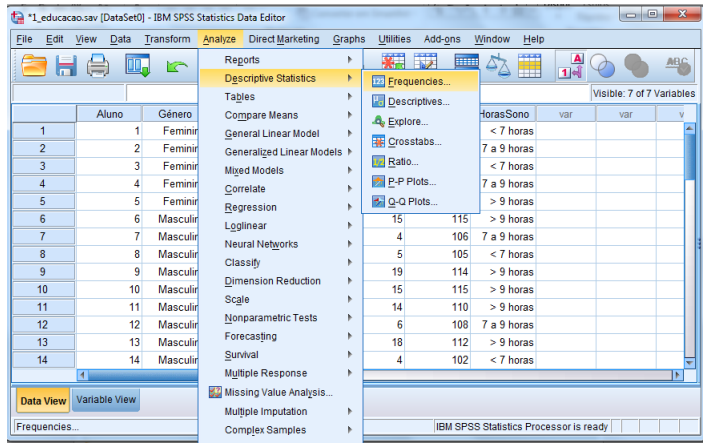 *1_educacao.sav [DataSet0] - IBM SPSS Statistics Data Editor
File Edit View Data Transform Analyze Direct Marketing Graphs Utilities Add-ons Window Help
Visible: 7 of 7 Variables
Reports
Descriptive Statistics
Tables
Compare Means
General Linear Model
Generalized Linear Models
Mixed Models
Correlate
Regression
Loglinear
Neural Networks
Classify
Dimension Reduction
Scale
Nonparametric Tests
Forecasting
Survival
Multiple Response
Missing Value Analysis...
Multiple Imputation
Complex Samples
Frequencies...
Descriptives...
Explore...
Crosstabs...
Ratio...
P-P Plots...
Q-Q Plots...
Aluno Género HorasSono var var v
1 1 Feminin < 7 horas
2 2 Feminin 7 a 9 horas
3 3 Feminin < 7 horas
4 4 Feminin 7 a 9 horas
5 5 Feminin > 9 horas
6 6 Masculin 15 115 > 9 horas
7 7 Masculin 4 106 7 a 9 horas
8 8 Masculin 5 105 < 7 horas
9 9 Masculin 19 114 > 9 horas
10 10 Masculin 15 115 > 9 horas
11 11 Masculin 14 110 > 9 horas
12 12 Masculin 6 108 7 a 9 horas
13 13 Masculin 18 112 > 9 horas
14 14 Masculin 4 102 < 7 horas
Data View Variable View
Frequencies... IBM SPSS Statistics Processor is ready